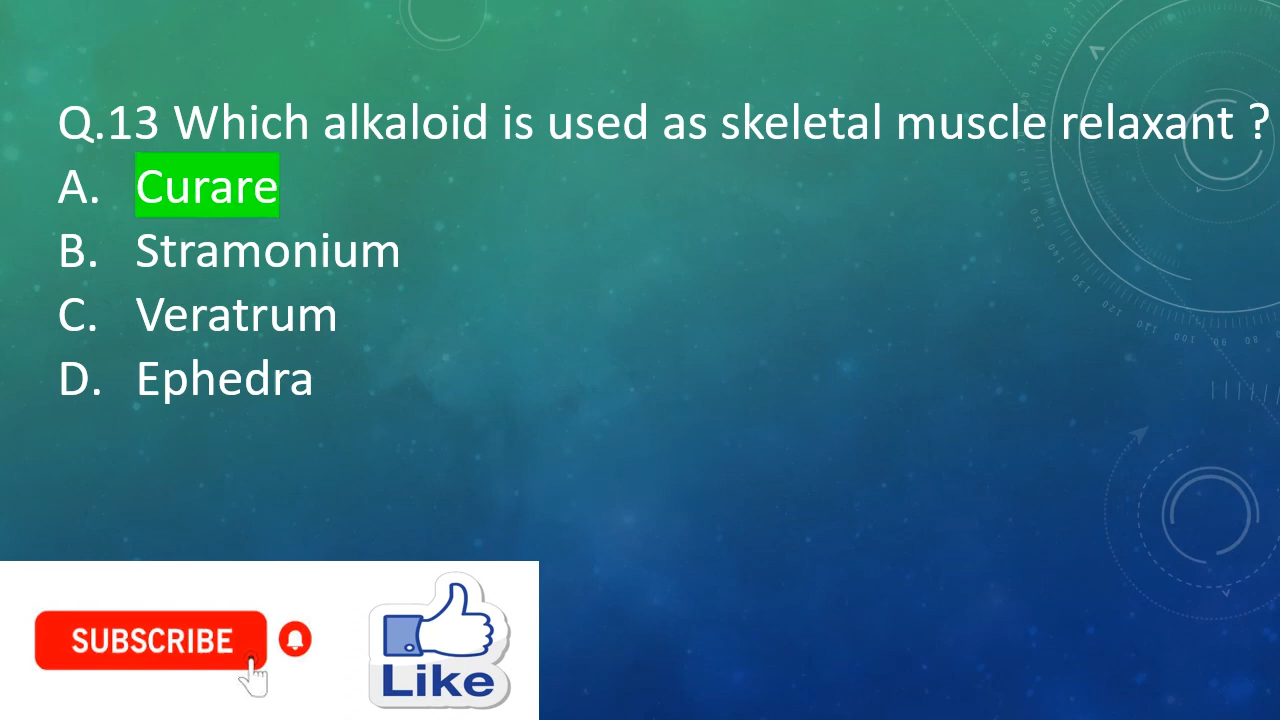 Q.13 Which alkaloid is used as skeletal muscle relaxant ?
A. Curare
B. Stramonium
C. Veratrum
D. Ephedra
SUBSCRIBE
Like